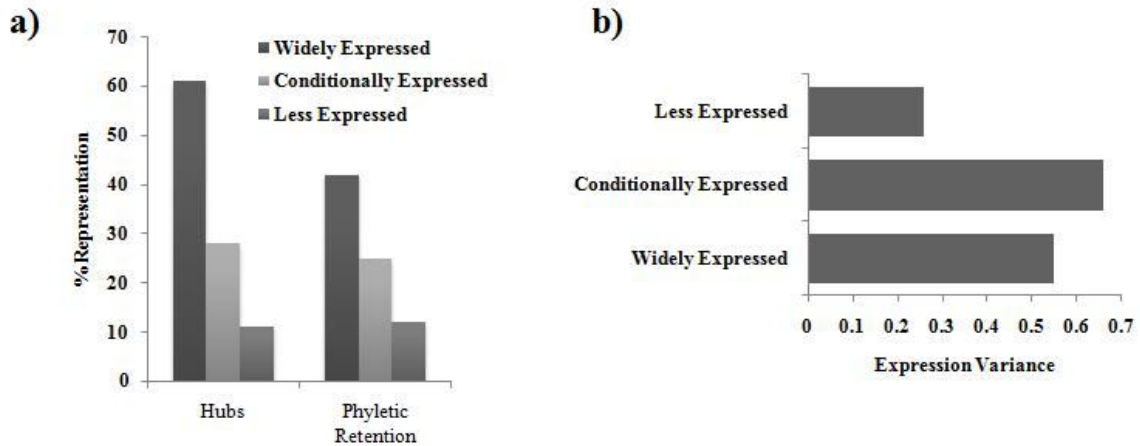 a)
70
60
50
40
30
20
10
0
%Representation
Widely Expressed
Conditionally Expressed
Less Expressed
Hubs
Phyletic
Retention
b)
Less Expressed
Conditionally Expressed
Widely Expressed
0 0.1 0.2 0.3 0.4 0.5 0.6 0.7
Expression Variance